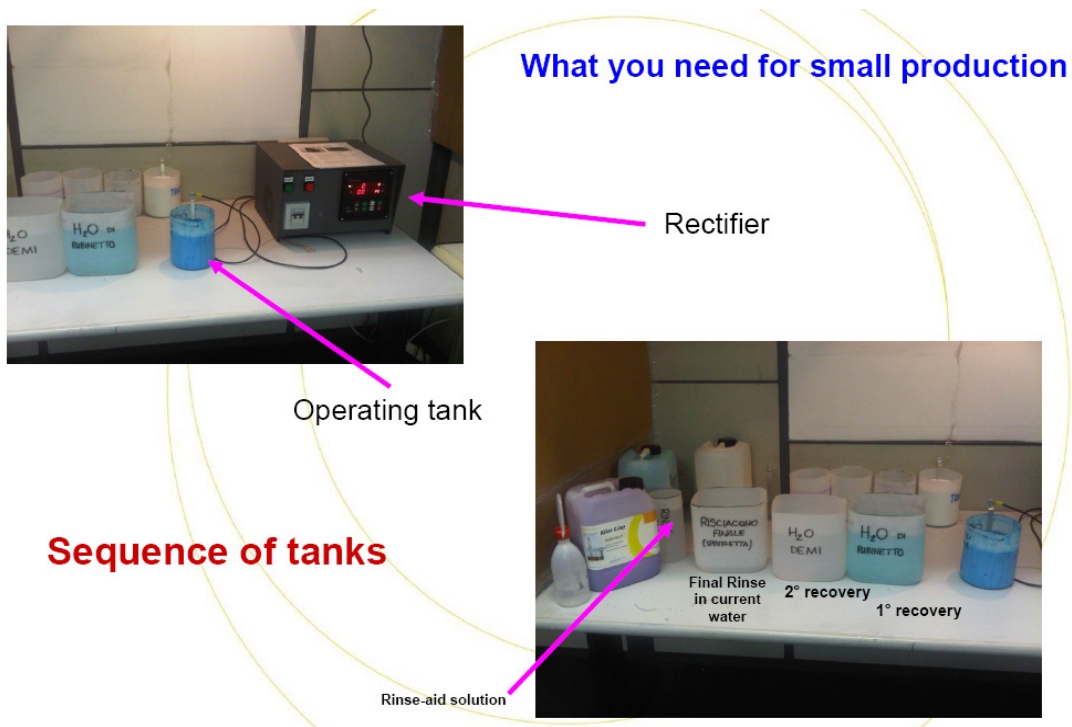 What you need for small production
H₂O
DEMI
H₂O DI
RUBINETTO
Rectifier
Operating tank
Sequence of tanks
RISCIACQUO
FINALE
(SPRUZZETTA)
H₂O
DEMI
H₂O DI
RUBINETTO
Final Rinse
in current
water
2° recovery
1° recovery
Rinse-aid solution